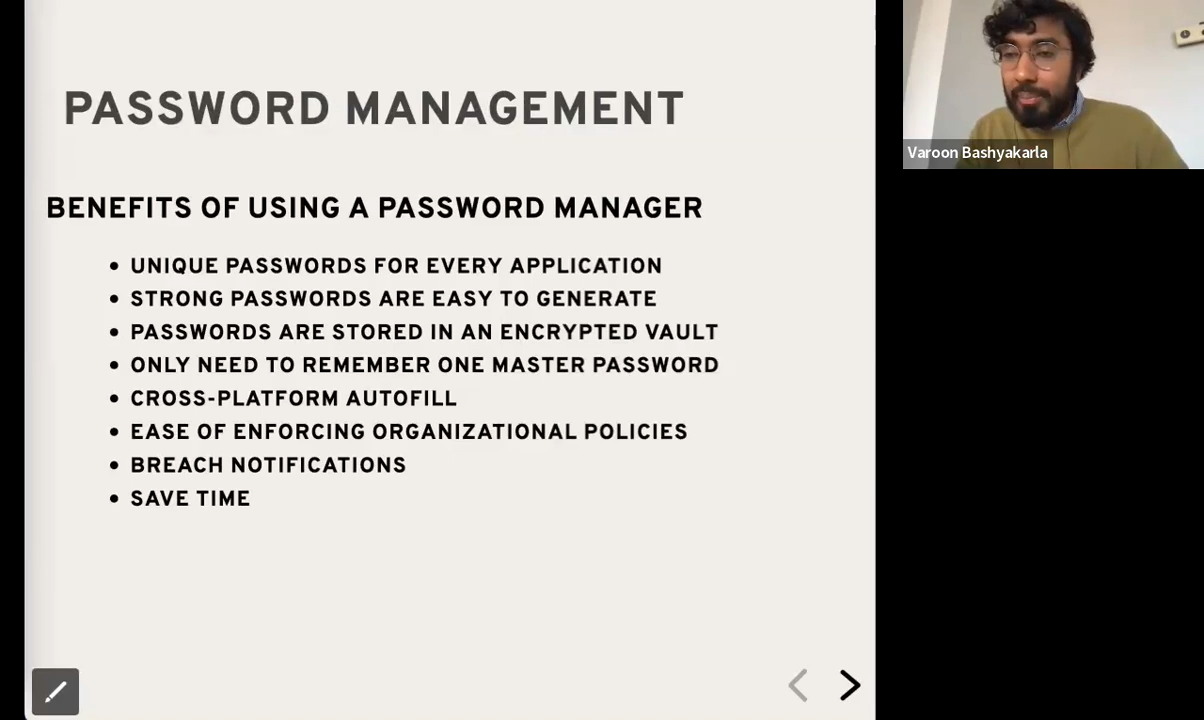 PASSWORD MANAGEMENT
BENEFITS OF USING A PASSWORD MANAGER
• UNIQUE PASSWORDS FOR EVERY APPLICATION
• STRONG PASSWORDS ARE EASY TO GENERATE
• PASSWORDS ARE STORED IN AN ENCRYPTED VAULT
• ONLY NEED TO REMEMBER ONE MASTER PASSWORD
• CROSS-PLATFORM AUTOFILL
• EASE OF ENFORCING ORGANIZATIONAL POLICIES
• BREACH NOTIFICATIONS
• SAVE TIME
Varoon Bashyakarla